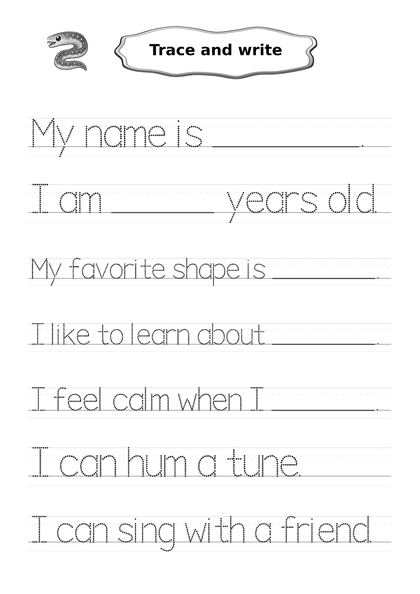 Trace and write
My name is ____________.
I am ________ years old.
My favorite shape is ________.
I like to learn about ________.
I feel calm when I ________.
I can hum a tune.
I can sing with a friend.